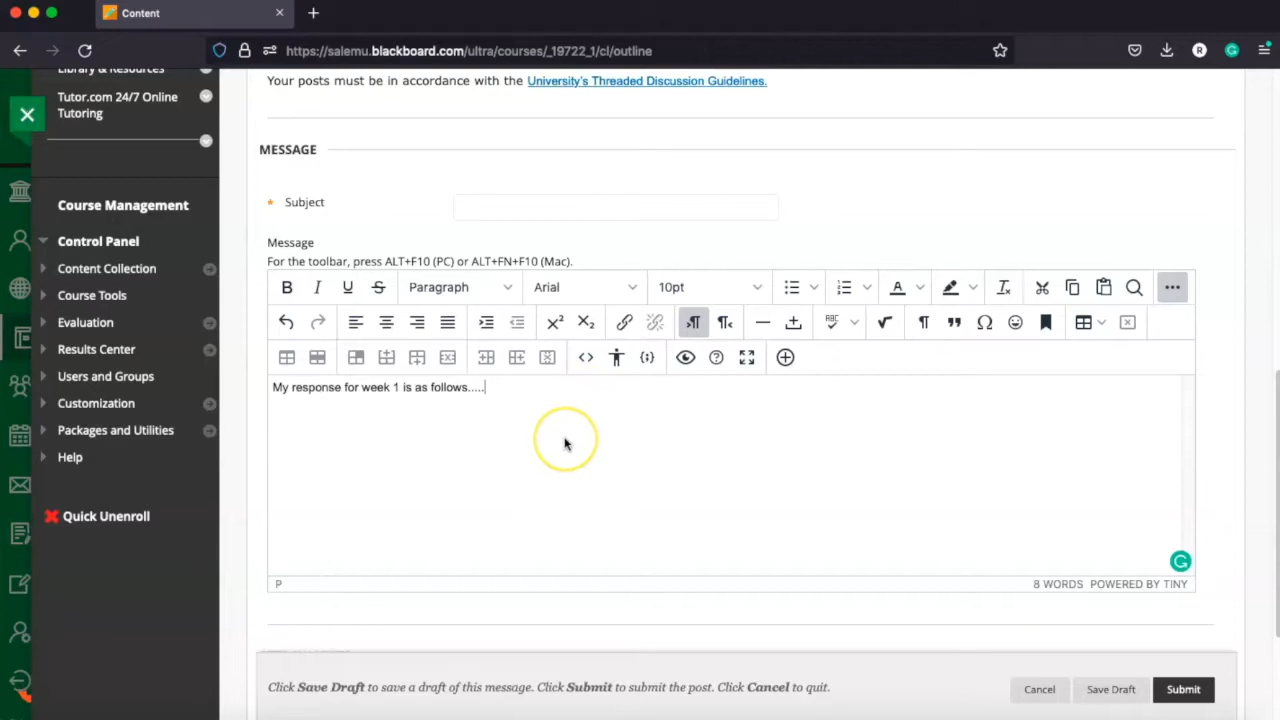 Content
https://salemu.blackboard.com/ultra/courses/_19722_1/cl/outline
R
Library & Resources
Tutor.com 24/7 Online
Tutoring
Course Management
Control Panel
Content Collection
Course Tools
Evaluation
Results Center
Users and Groups
Customization
Packages and Utilities
Help
Quick Unenroll
Your posts must be in accordance with the University's Threaded Discussion Guidelines.
MESSAGE
* Subject
Message
For the toolbar, press ALT+F10 (PC) or ALT+FN+F10 (Mac).
B I U S Paragraph Arial 10pt
My response for week 1 is as follows.....
P 8 WORDS POWERED BY TINY
Click Save Draft to save a draft of this message. Click Submit to submit the post. Click Cancel to quit.
Cancel Save Draft Submit